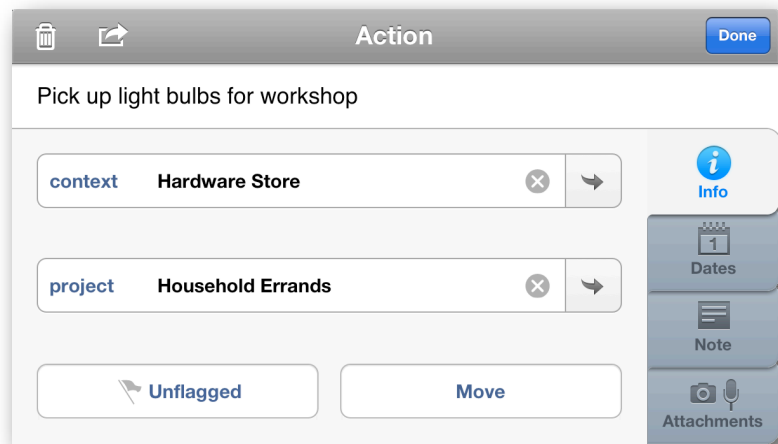 Action
Done
Pick up light bulbs for workshop
context Hardware Store
Info
1
Dates
project Household Errands
Note
Unflagged
Move
Attachments